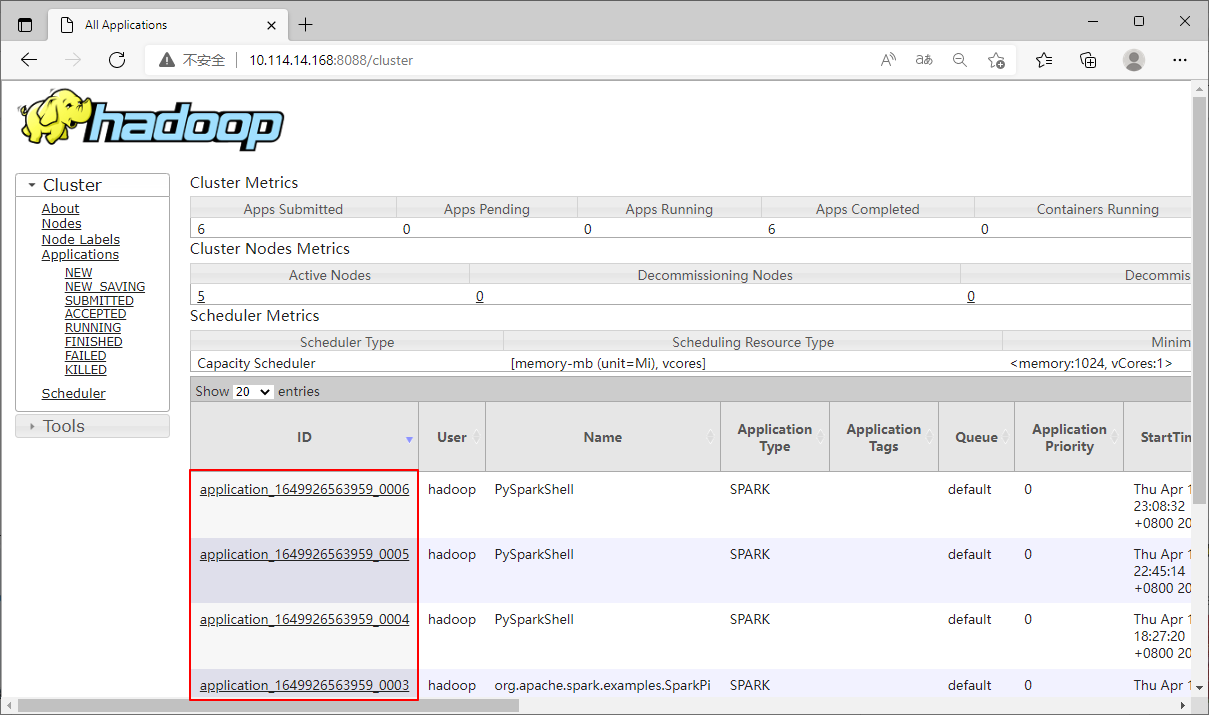 All Applications
不安全 10.114.14.168:8088/cluster
hadoop
Cluster
About
Nodes
Node Labels
Applications
NEW
NEW_SAVING
SUBMITTED
ACCEPTED
RUNNING
FINISHED
FAILED
KILLED
Scheduler
Tools
Cluster Metrics
Apps Submitted Apps Pending Apps Running Apps Completed Containers Running
6 0 0 6 0
Cluster Nodes Metrics
Active Nodes Decommissioning Nodes Decommis
5 0 0
Scheduler Metrics
Scheduler Type Scheduling Resource Type Minim
Capacity Scheduler [memory-mb (unit=Mi), vcores] <memory:1024, vCores:1>
Show 20 entries
ID User Name Application Type Application Tags Queue Application Priority StartTim
application_1649926563959_0006 hadoop PySparkShell SPARK default 0 Thu Apr 1
23:08:32
+0800 20
application_1649926563959_0005 hadoop PySparkShell SPARK default 0 Thu Apr 1
22:45:14
+0800 20
application_1649926563959_0004 hadoop PySparkShell SPARK default 0 Thu Apr 1
18:27:20
+0800 20
application_1649926563959_0003 hadoop org.apache.spark.examples.SparkPi SPARK default 0 Thu Apr 1